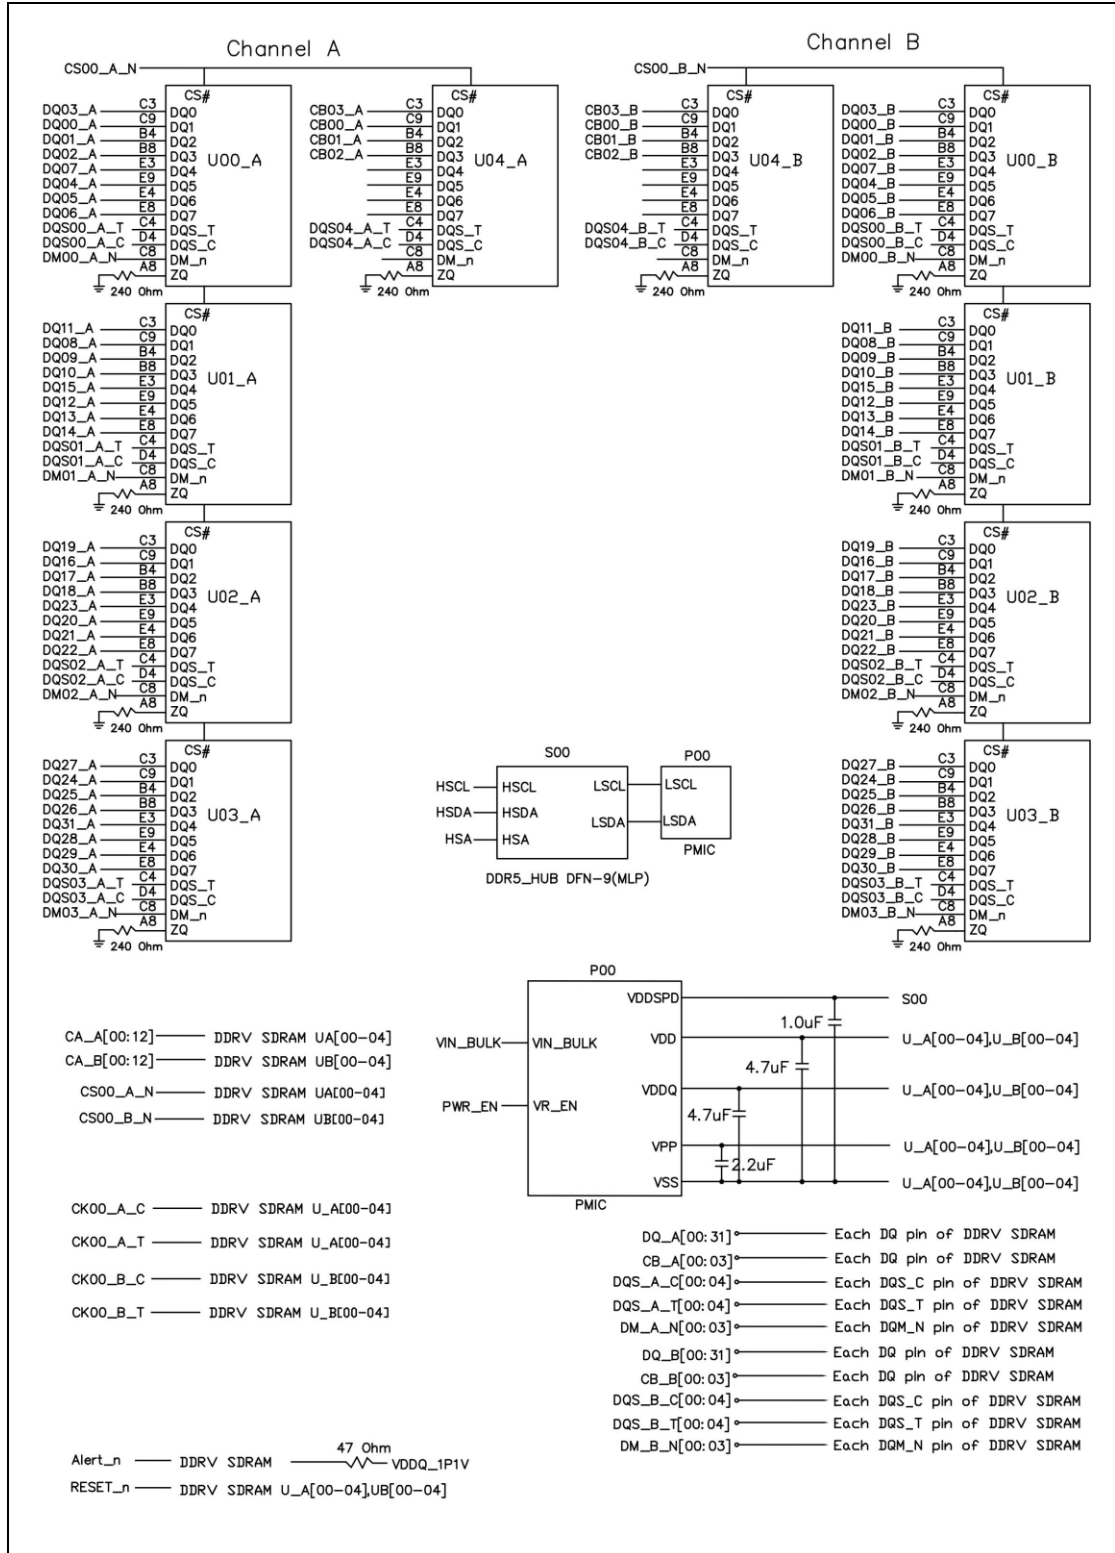 Channel A
Channel B
CS00_A_N
CS00_B_N
CS#
DQ03_A C3 DQ0
DQ00_A C9 DQ1
DQ01_A B4 DQ2
DQ02_A B8 DQ3
U00_A
DQ07_A E3 DQ4
DQ04_A E9 DQ5
DQ05_A E4 DQ6
DQ06_A E8 DQ7
DQS00_A_T C4 DQS_T
DQS00_A_C D4 DQS_C
DM00_A_N C8 DM_n
A8 ZQ
240 Ohm
CS#
CB03_A C3 DQ0
CB00_A C9 DQ1
CB01_A B4 DQ2
CB02_A B8 DQ3
U04_A
E3 DQ4
E9 DQ5
E4 DQ6
E8 DQ7
DQS04_A_T C4 DQS_T
DQS04_A_C D4 DQS_C
C8 DM_n
A8 ZQ
240 Ohm
CS#
CB03_B C3 DQ0
CB00_B C9 DQ1
CB01_B B4 DQ2
CB02_B B8 DQ3
U04_B
E3 DQ4
E9 DQ5
E4 DQ6
E8 DQ7
DQS04_B_T C4 DQS_T
DQS04_B_C D4 DQS_C
C8 DM_n
A8 ZQ
240 Ohm
CS#
DQ03_B C3 DQ0
DQ00_B C9 DQ1
DQ01_B B4 DQ2
DQ02_B B8 DQ3
U00_B
DQ07_B E3 DQ4
DQ04_B E9 DQ5
DQ05_B E4 DQ6
DQ06_B E8 DQ7
DQS00_B_T C4 DQS_T
DQS00_B_C D4 DQS_C
DM00_B_N C8 DM_n
A8 ZQ
240 Ohm
CS#
DQ11_A C3 DQ0
DQ08_A C9 DQ1
DQ09_A B4 DQ2
DQ10_A B8 DQ3
U01_A
DQ15_A E3 DQ4
DQ12_A E9 DQ5
DQ13_A E4 DQ6
DQ14_A E8 DQ7
DQS01_A_T C4 DQS_T
DQS01_A_C D4 DQS_C
DM01_A_N C8 DM_n
A8 ZQ
240 Ohm
CS#
DQ11_B C3 DQ0
DQ08_B C9 DQ1
DQ09_B B4 DQ2
DQ10_B B8 DQ3
U01_B
DQ15_B E3 DQ4
DQ12_B E9 DQ5
DQ13_B E4 DQ6
DQ14_B E8 DQ7
DQS01_B_T C4 DQS_T
DQS01_B_C D4 DQS_C
DM01_B_N C8 DM_n
A8 ZQ
240 Ohm
CS#
DQ19_A C3 DQ0
DQ16_A C9 DQ1
DQ17_A B4 DQ2
DQ18_A B8 DQ3
U02_A
DQ23_A E3 DQ4
DQ20_A E9 DQ5
DQ21_A E4 DQ6
DQ22_A E8 DQ7
DQS02_A_T C4 DQS_T
DQS02_A_C D4 DQS_C
DM02_A_N C8 DM_n
A8 ZQ
240 Ohm
CS#
DQ19_B C3 DQ0
DQ16_B C9 DQ1
DQ17_B B4 DQ2
DQ18_B B8 DQ3
U02_B
DQ23_B E3 DQ4
DQ20_B E9 DQ5
DQ21_B E4 DQ6
DQ22_B E8 DQ7
DQS02_B_T C4 DQS_T
DQS02_B_C D4 DQS_C
DM02_B_N C8 DM_n
A8 ZQ
240 Ohm
CS#
DQ27_A C3 DQ0
DQ24_A C9 DQ1
DQ25_A B4 DQ2
DQ26_A B8 DQ3
U03_A
DQ31_A E3 DQ4
DQ28_A E9 DQ5
DQ29_A E4 DQ6
DQ30_A E8 DQ7
DQS03_A_T C4 DQS_T
DQS03_A_C D4 DQS_C
DM03_A_N C8 DM_n
A8 ZQ
240 Ohm
S00
P00
HSCL HSCL LSCL LSCL
HSDA HSDA LSDA LSDA
HSA HSA
PMIC
DDR5_HUB DFN-9(MLP)
CS#
DQ27_B C3 DQ0
DQ24_B C9 DQ1
DQ25_B B4 DQ2
DQ26_B B8 DQ3
U03_B
DQ31_B E3 DQ4
DQ28_B E9 DQ5
DQ29_B E4 DQ6
DQ30_B E8 DQ7
DQS03_B_T C4 DQS_T
DQS03_B_C D4 DQS_C
DM03_B_N C8 DM_n
A8 ZQ
240 Ohm
P00
VDDSPD S00
1.0uF
VIN_BULK VIN_BULK VDD U_A[00-04],U_B[00-04]
4.7uF
PWR_EN VR_EN VDDQ U_A[00-04],U_B[00-04]
4.7uF
VPP U_A[00-04],U_B[00-04]
2.2uF
VSS U_A[00-04],U_B[00-04]
PMIC
CA_A[00:12] DDRV SDRAM UA[00-04]
CA_B[00:12] DDRV SDRAM UB[00-04]
CS00_A_N DDRV SDRAM UA[00-04]
CS00_B_N DDRV SDRAM UB[00-04]
CK00_A_C DDRV SDRAM U_A[00-04]
CK00_A_T DDRV SDRAM U_A[00-04]
CK00_B_C DDRV SDRAM U_B[00-04]
CK00_B_T DDRV SDRAM U_B[00-04]
DQ_A[00:31] Each DQ pin of DDRV SDRAM
CB_A[00:03] Each DQ pin of DDRV SDRAM
DQS_A_C[00:04] Each DQS_C pin of DDRV SDRAM
DQS_A_T[00:04] Each DQS_T pin of DDRV SDRAM
DM_A_N[00:03] Each DQM_N pin of DDRV SDRAM
DQ_B[00:31] Each DQ pin of DDRV SDRAM
CB_B[00:03] Each DQ pin of DDRV SDRAM
DQS_B_C[00:04] Each DQS_C pin of DDRV SDRAM
DQS_B_T[00:04] Each DQS_T pin of DDRV SDRAM
DM_B_N[00:03] Each DQM_N pin of DDRV SDRAM
47 Ohm
Alert_n DDRV SDRAM VDDQ_1P1V
RESET_n DDRV SDRAM U_A[00-04],UB[00-04]